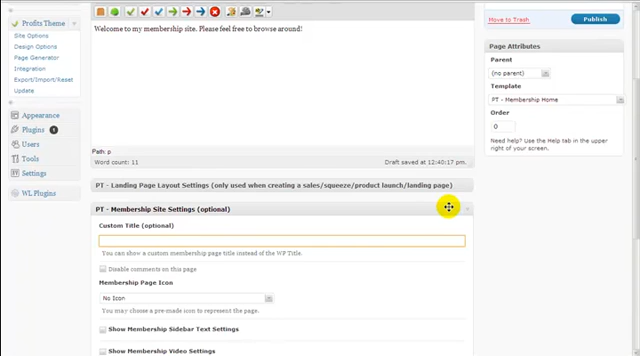 Profits Theme
Site Options
Design Options
Page Generator
Integration
Export/Import/Reset
Update
Appearance
Plugins 1
Users
Tools
Settings
WL Plugins
Welcome to my membership site. Please feel free to browse around!
Path: p
Word count: 11
Draft saved at 12:40:17 pm.
PT - Landing Page Layout Settings (only used when creating a sales/squeeze/product launch/landing page)
PT - Membership Site Settings (optional)
Custom Title (optional)
You can show a custom membership page title instead of the WP Title.
Disable comments on this page
Membership Page Icon
No Icon
You may choose a pre-made icon to represent the page.
Show Membership Sidebar Text Settings
Show Membership Video Settings
Move to Trash
Publish
Page Attributes
Parent
(no parent)
Template
PT - Membership Home
Order
0
Need help? Use the Help tab in the upper
right of your screen.